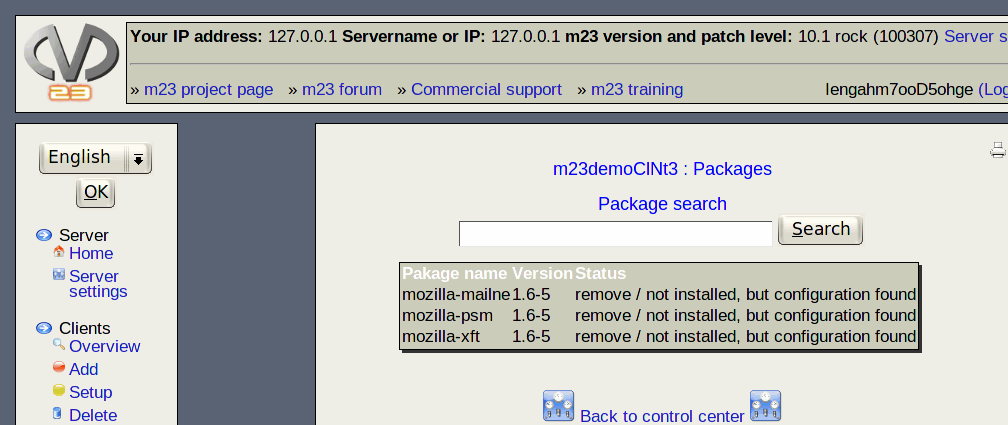 Your IP address: 127.0.0.1 Servername or IP: 127.0.0.1 m23 version and patch level: 10.1 rock (100307) Server s
» m23 project page » m23 forum » Commercial support » m23 training Iengahm7ooD5ohge (Log
23
English
OK
Server
Home
Server
settings
Clients
Overview
Add
Setup
Delete
m23demoClNt3 : Packages
Package search
Search
Pakage name Version Status
mozilla-mailne 1.6-5 remove / not installed, but configuration found
mozilla-psm 1.6-5 remove / not installed, but configuration found
mozilla-xft 1.6-5 remove / not installed, but configuration found
Back to control center